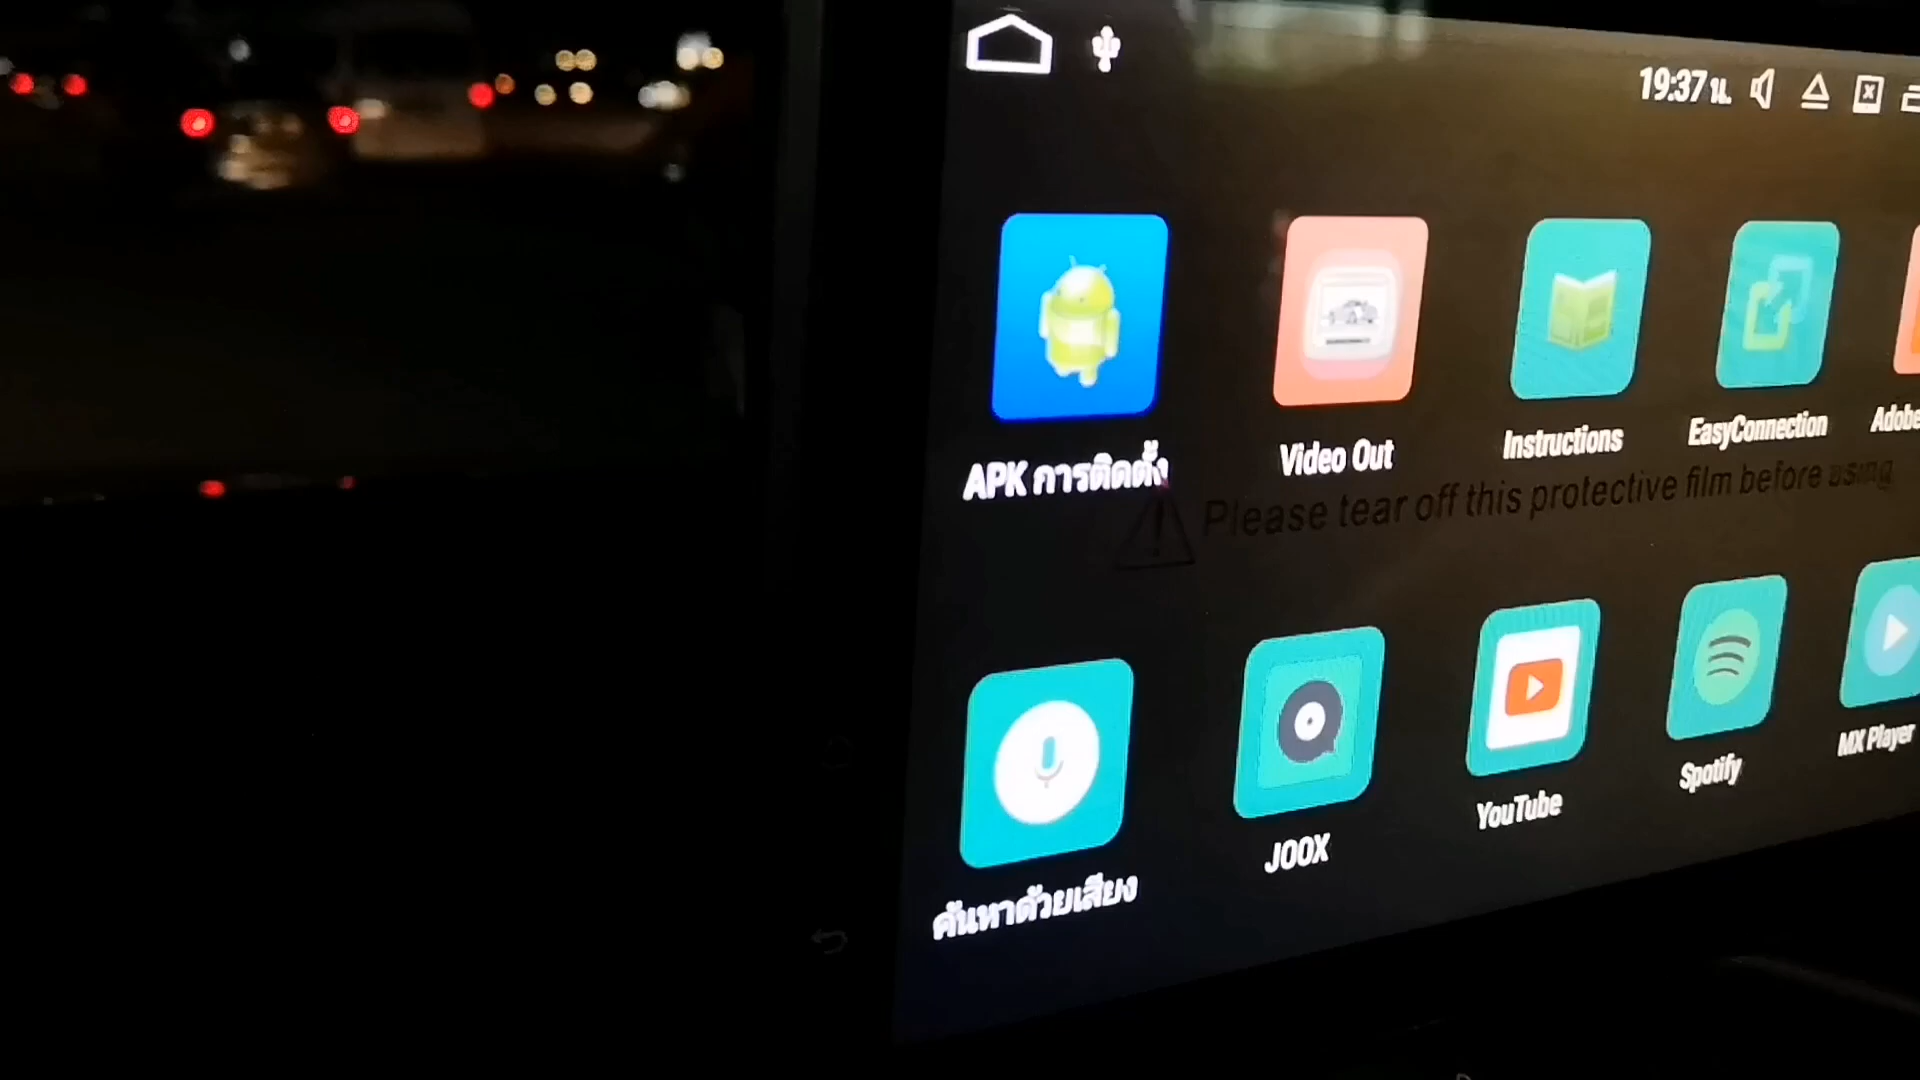 19:37 น.
APK การติดตั้ง
Video Out
Instructions
EasyConnection
Adobe
Please tear off this protective film before using
ค้นหาด้วยเสียง
JOOX
YouTube
Spotify
MX Player